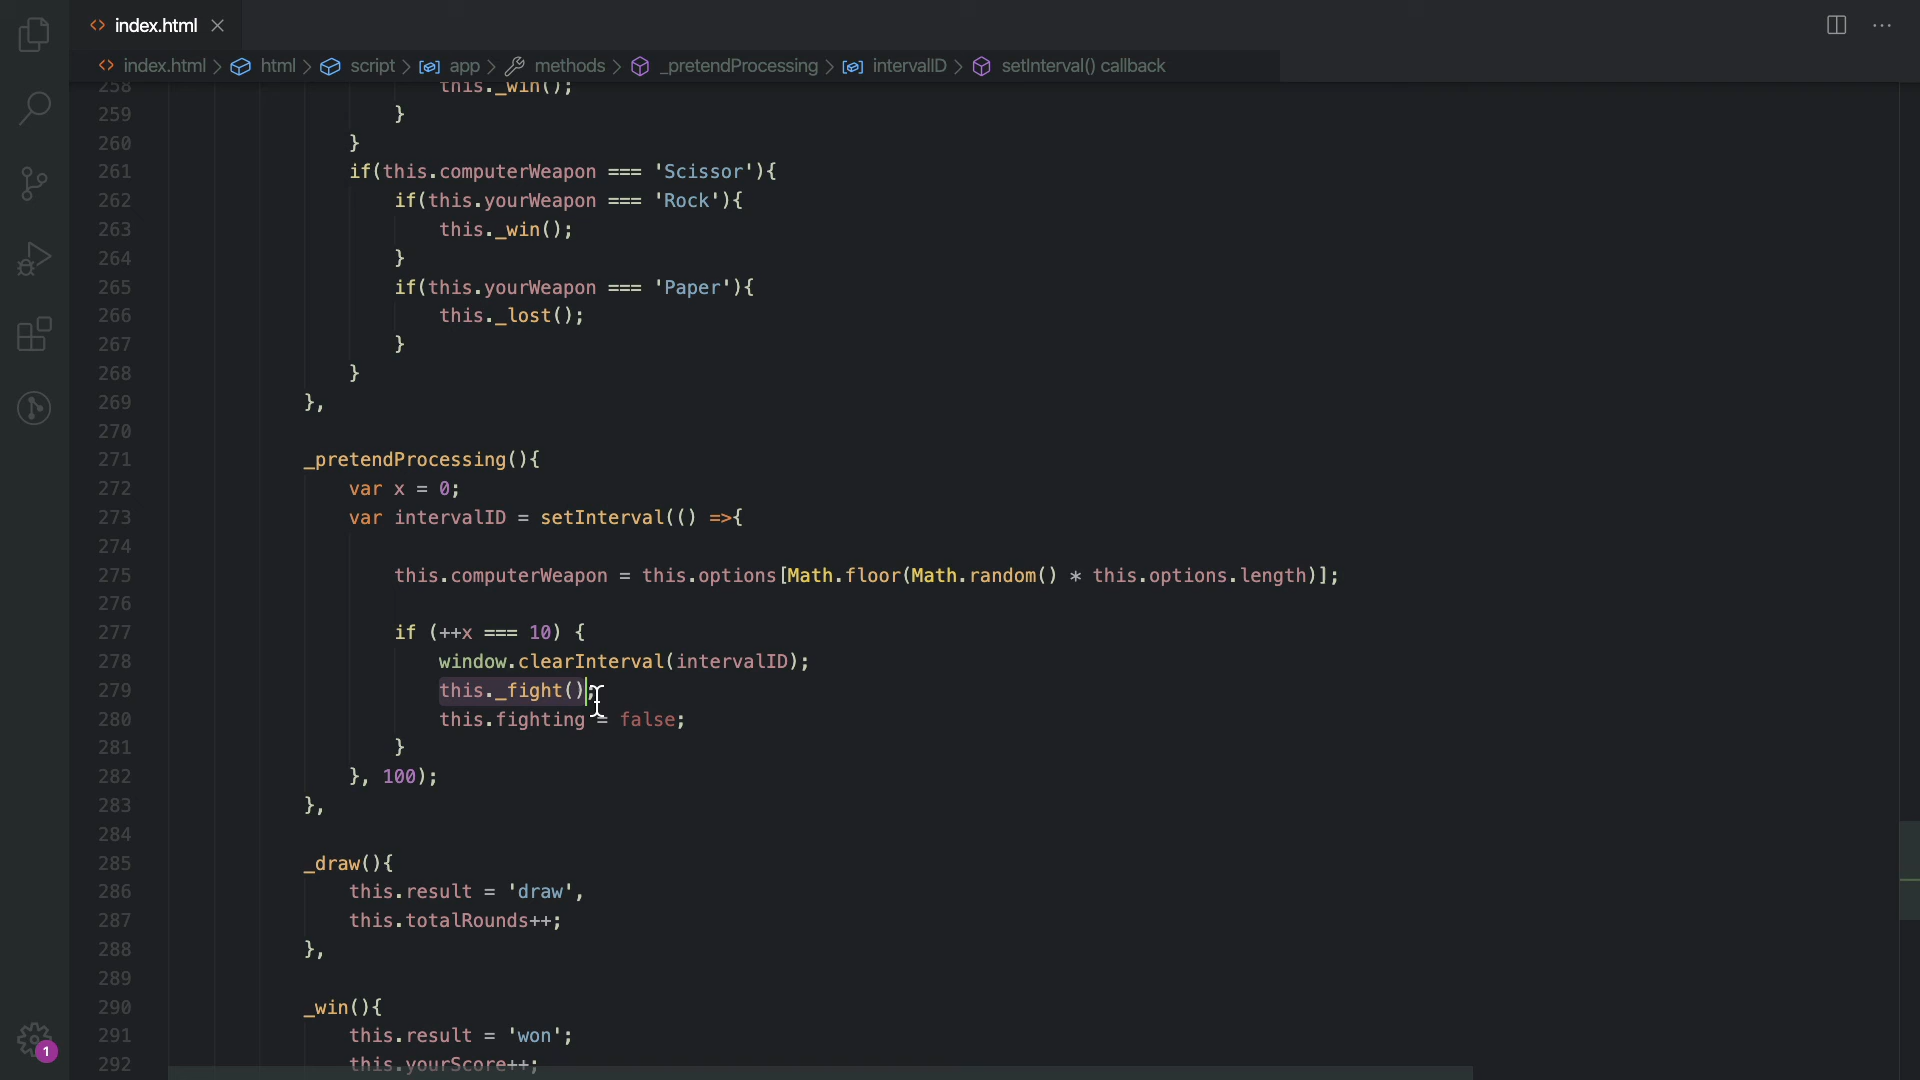 index.html
index.html > html > script > app > methods > _pretendProcessing > intervalID > setInterval() callback
258 this._win();
259 }
260 }
261 if(this.computerWeapon === 'Scissor'){
262 if(this.yourWeapon === 'Rock'){
263 this._win();
264 }
265 if(this.yourWeapon === 'Paper'){
266 this._lost();
267 }
268 }
269 },
270
271 _pretendProcessing(){
272 var x = 0;
273 var intervalID = setInterval(() =>{
274
275 this.computerWeapon = this.options[Math.floor(Math.random() * this.options.length)];
276
277 if (++x === 10) {
278 window.clearInterval(intervalID);
279 this._fight();
280 this.fighting = false;
281 }
282 }, 100);
283 },
284
285 _draw(){
286 this.result = 'draw',
287 this.totalRounds++;
288 },
289
290 _win(){
291 this.result = 'won';
292 this.yourScore++;
1